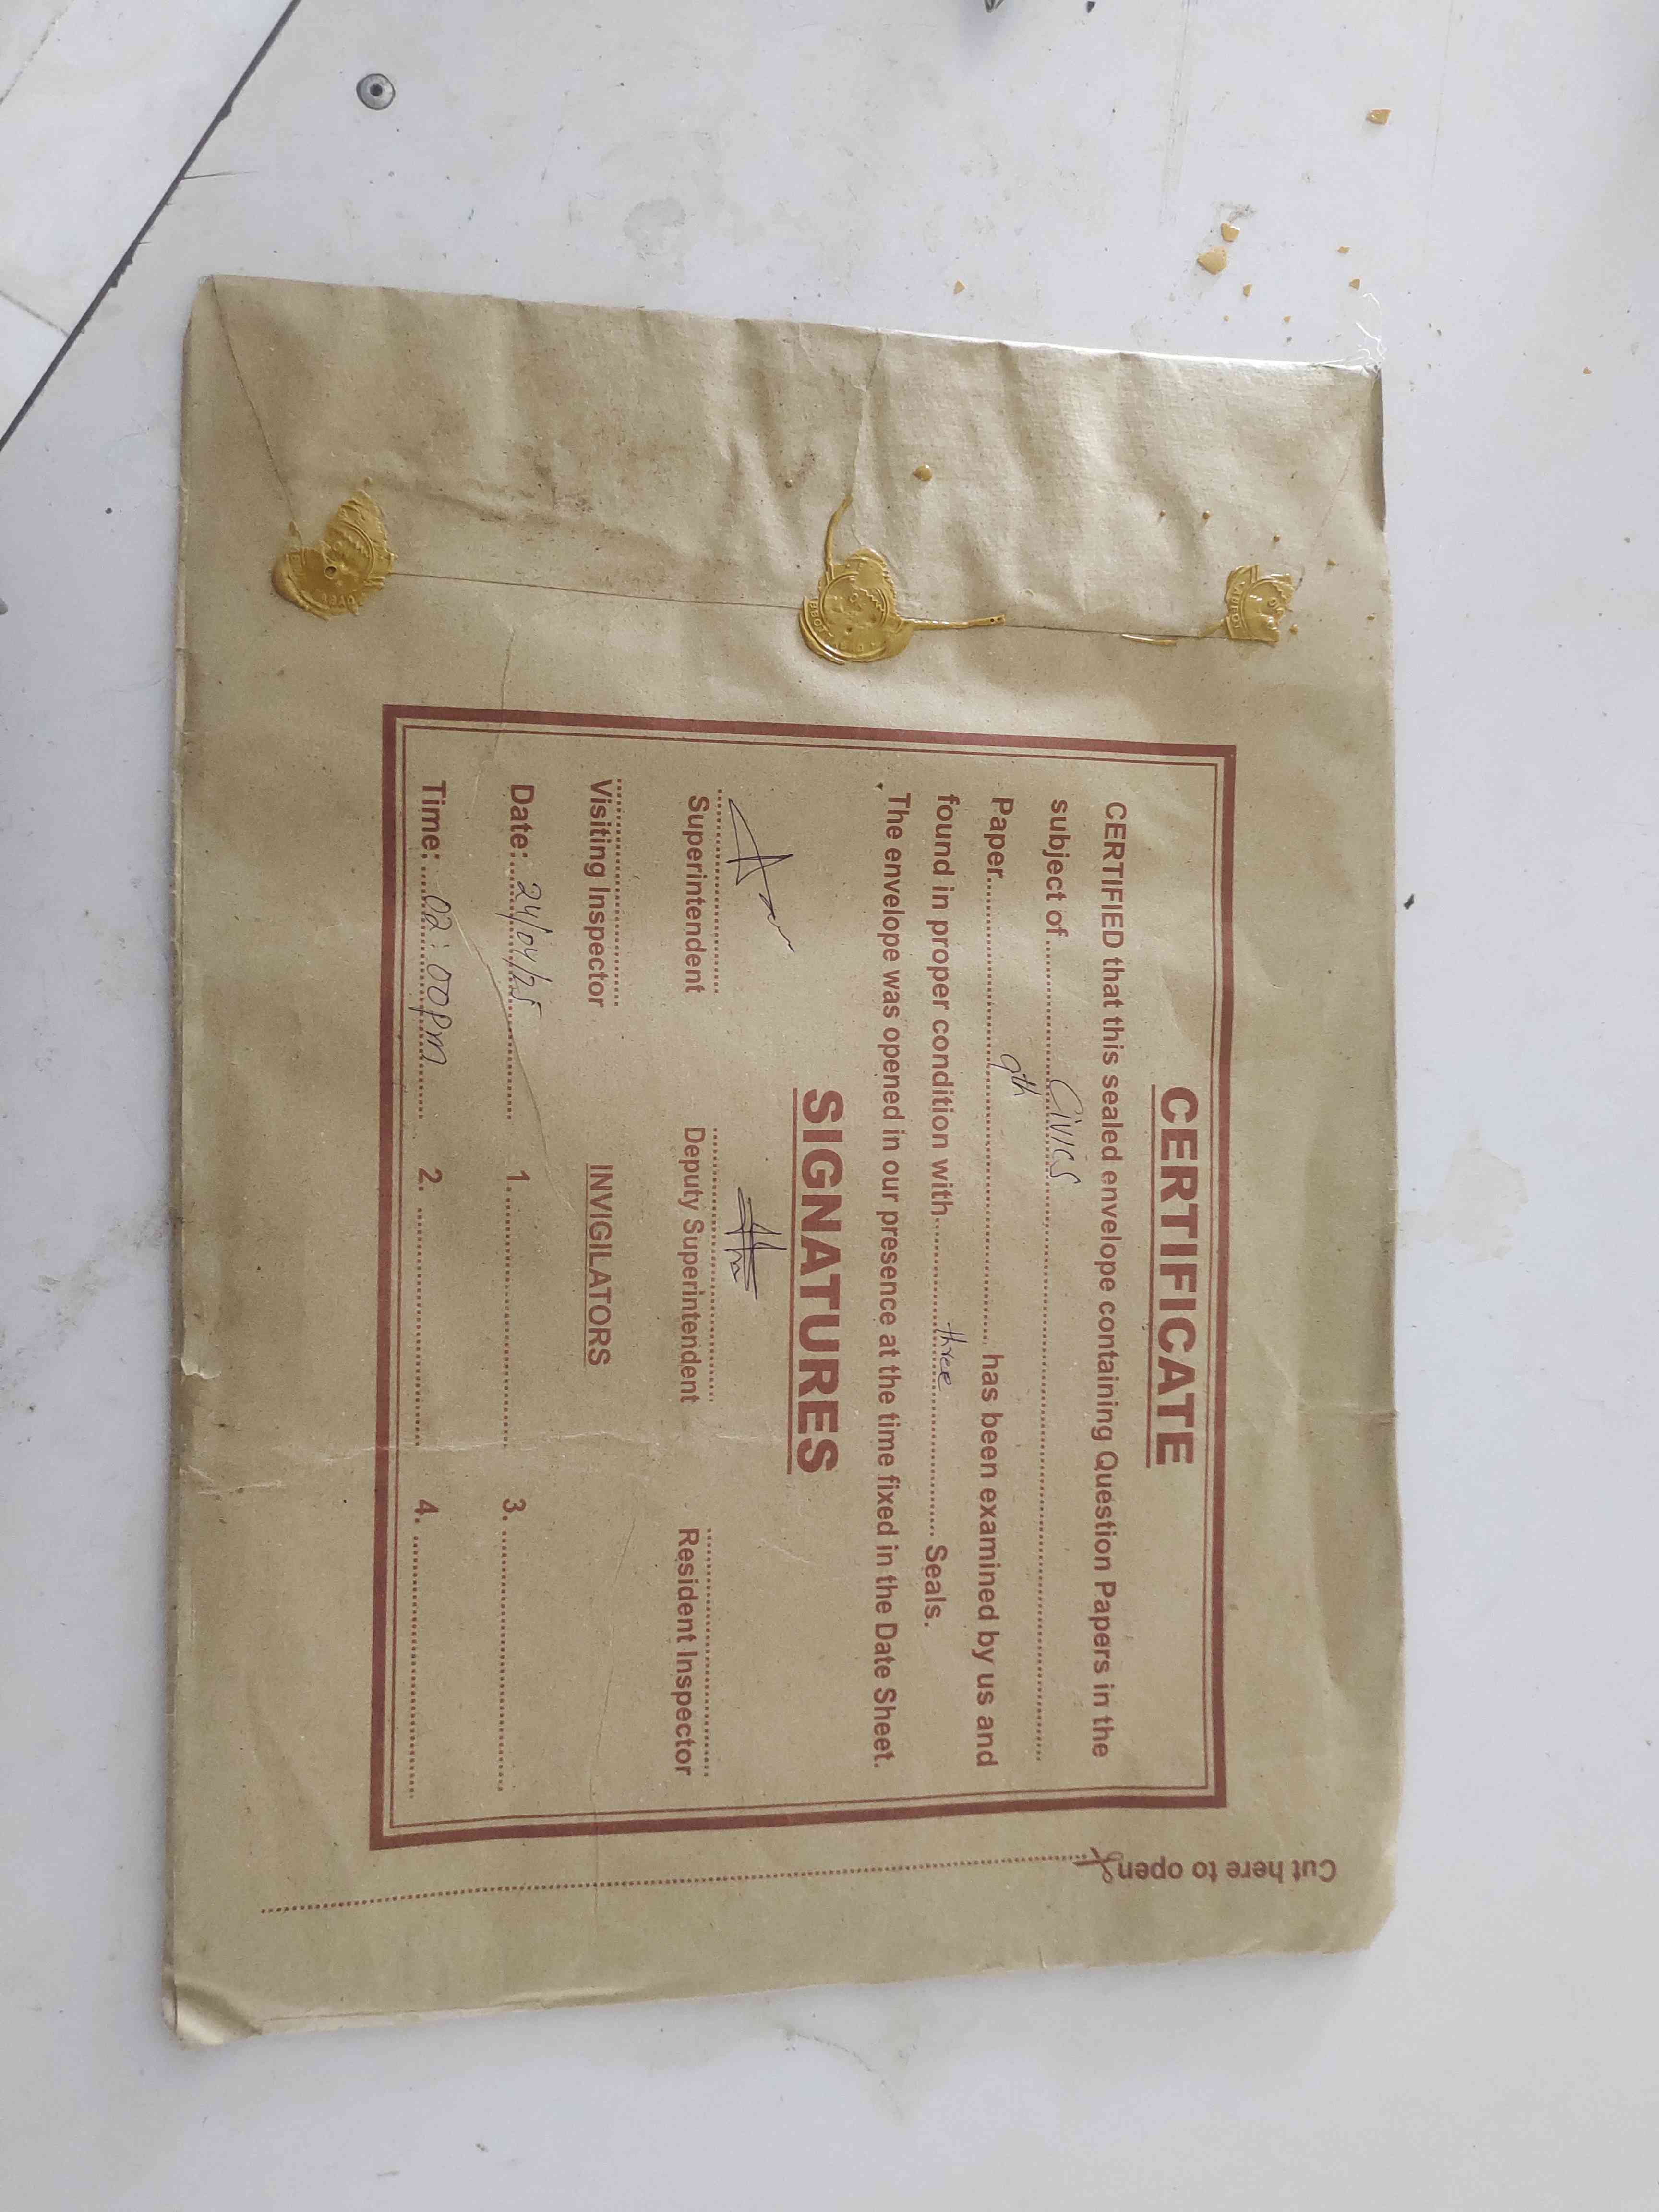 CERTIFICATE
CERTIFIED that this sealed envelope containing Question Papers in the
subject of ........ Civics ........
Paper ........ 9th ........ has been examined by us and
found in proper condition with ........ three ........ Seals.
The envelope was opened in our presence at the time fixed in the Date Sheet.
SIGNATURES
Superintendent Deputy Superintendent Resident Inspector
Visiting Inspector INVIGILATORS
Date: 24/04/25 1. ........ 3. ........
Time: 02:00pm 2. ........ 4. ........
Cut here to open